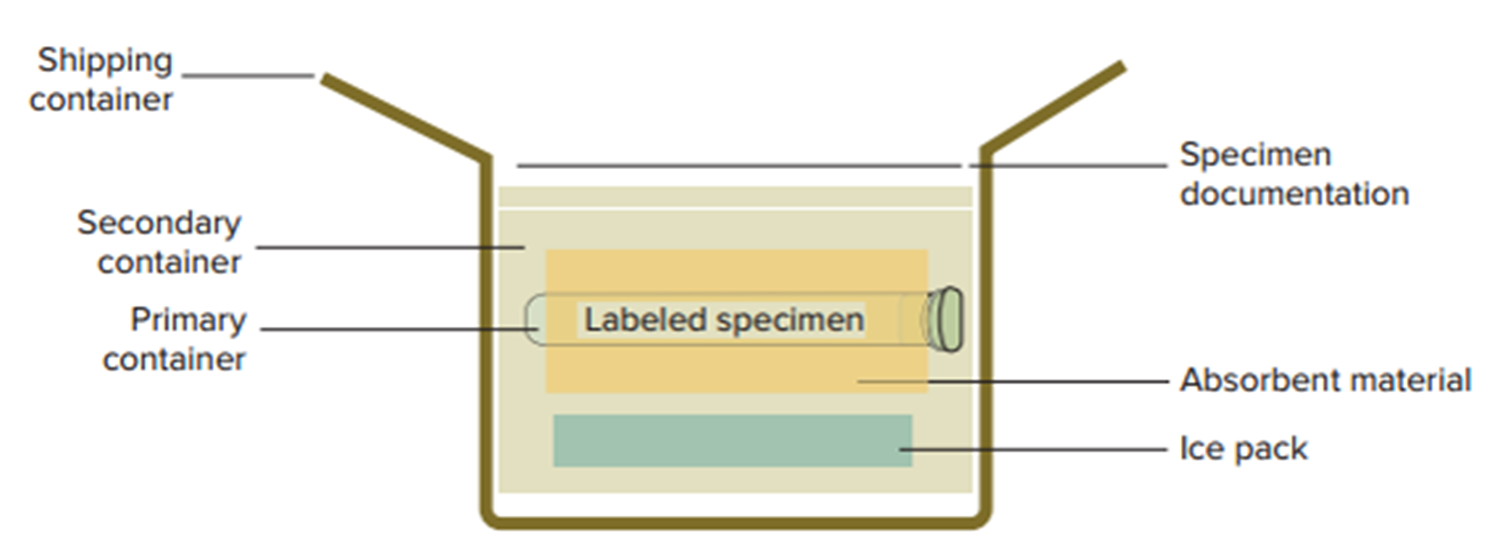 Shipping
container
Specimen
documentation
Secondary
container
Primary
container
Labeled specimen
Absorbent material
Ice pack